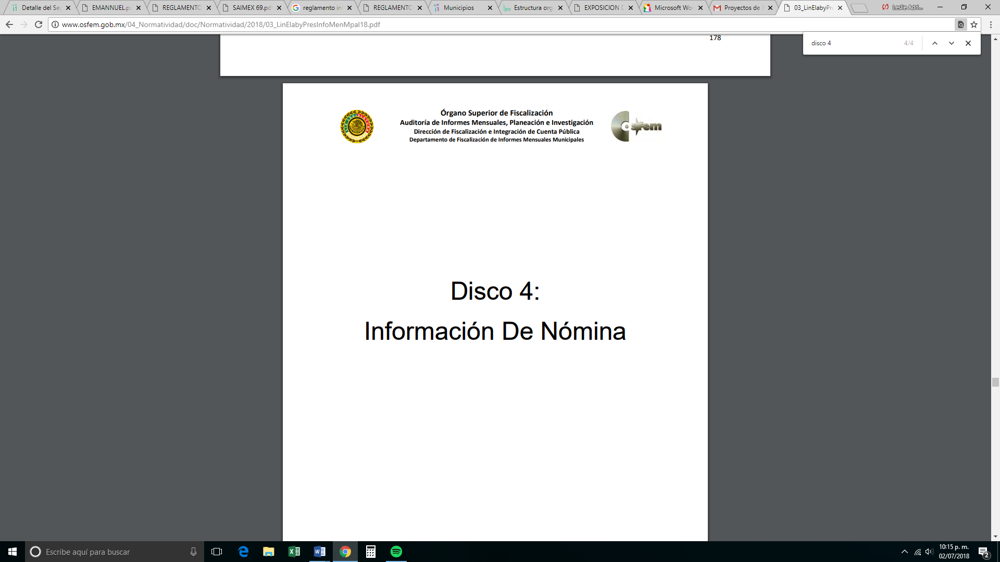 Detalle del Se
EMANNUEL.p
REGLAMENTO
SAIMEX 69.pd
reglamento in
REGLAMENTO
Municipios
Estructura org
EXPOSICION D
Microsoft Wo
Proyectos de
03_LinElabyPr
Leslie Adri...
www.osfem.gob.mx/04_Normatividad/doc/Normatividad/2018/03_LinElabyPresInfoMenMpal18.pdf
disco 4
4/4
178
Órgano Superior de Fiscalización
Auditoría de Informes Mensuales, Planeación e Investigación
Dirección de Fiscalización e Integración de Cuenta Pública
Departamento de Fiscalización de Informes Mensuales Municipales
osfem
Disco 4:
Información De Nómina
Escribe aquí para buscar
10:15 p. m.
02/07/2018
2